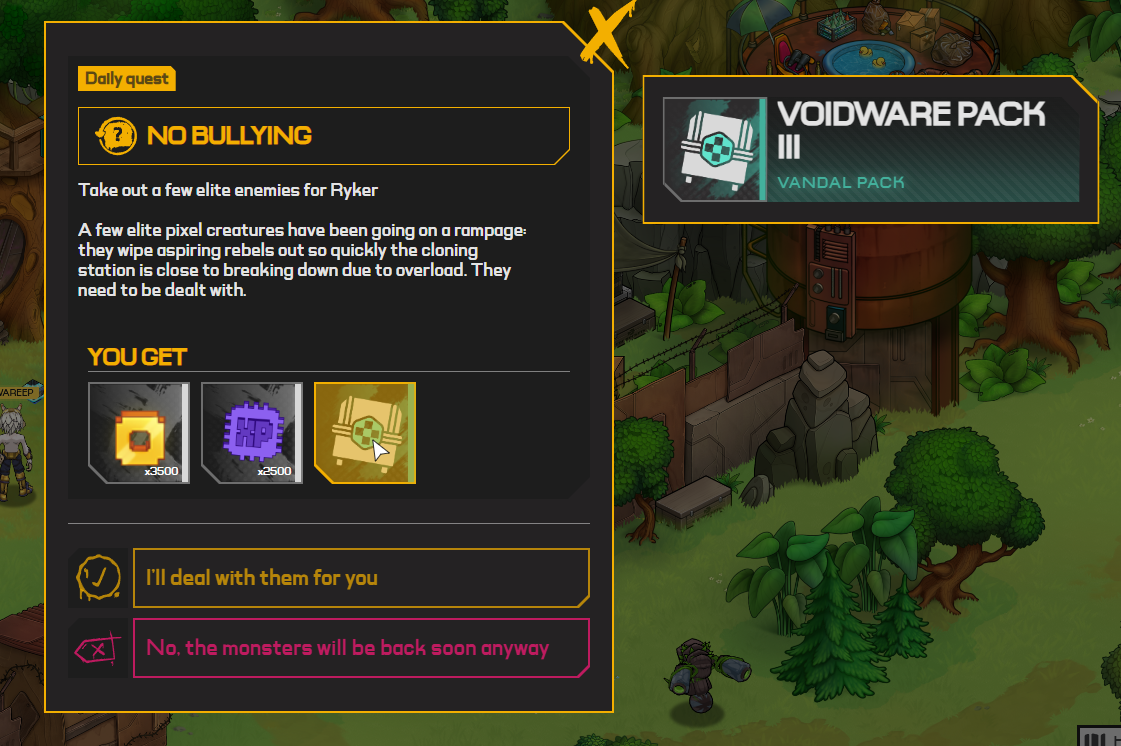 Daily quest
NO BULLYING
Take out a few elite enemies for Ryker
A few elite pixel creatures have been going on a rampage:
they wipe aspiring rebels out so quickly the cloning
station is close to breaking down due to overload. They
need to be dealt with.
YOU GET
XP
x3500
x2500
I'll deal with them for you
No, the monsters will be back soon anyway
VOIDWARE PACK
III
VANDAL PACK